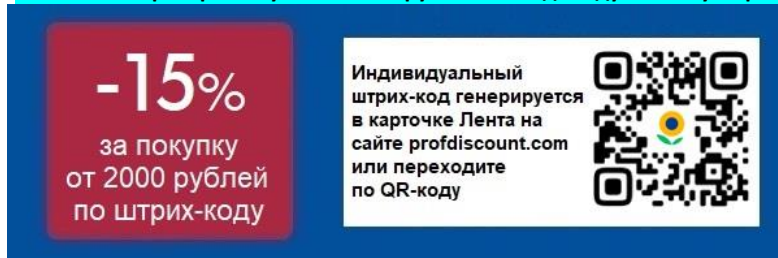 -15%
за покупку
от 2000 рублей
по штрих-коду
Индивидуальный
штрих-код генерируется
в карточке Лента на
сайте profdiscount.com
или переходите
по QR-коду